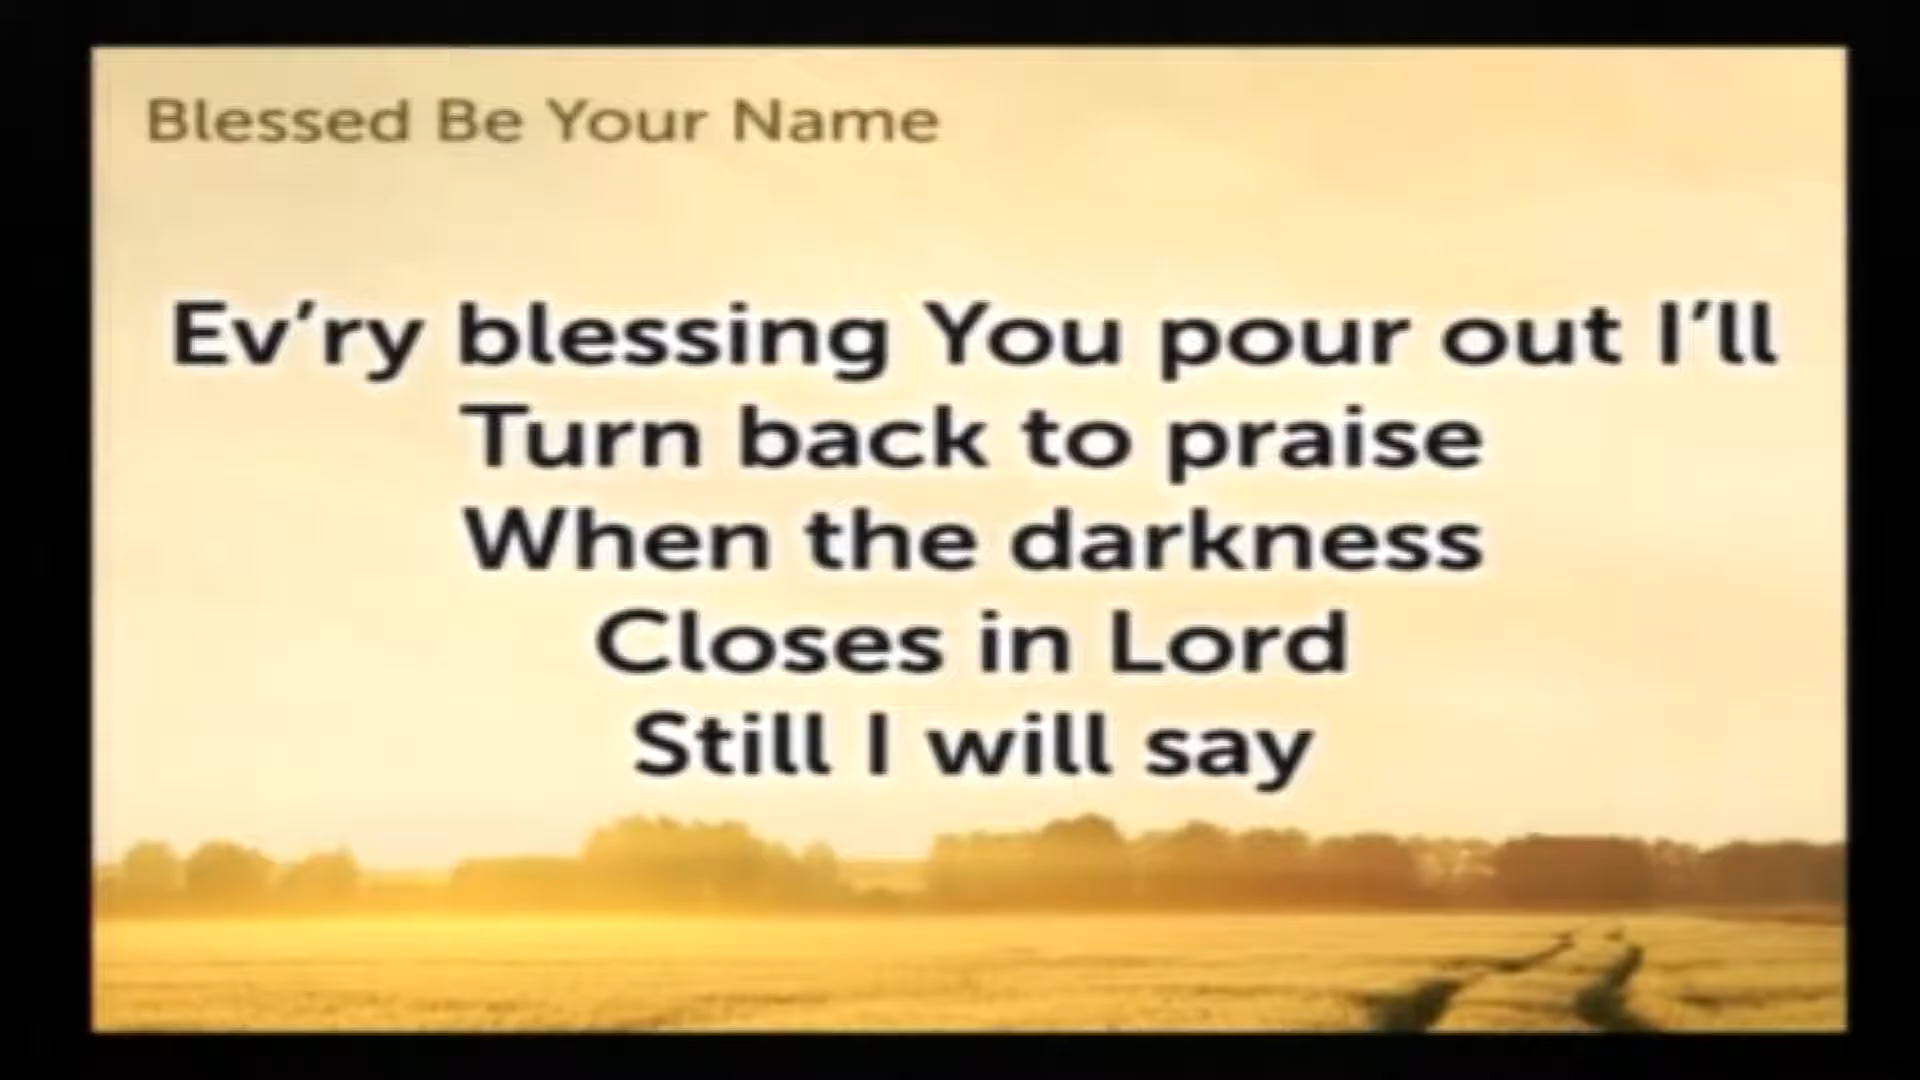 Blessed Be Your Name
Ev’ry blessing You pour out I’ll
Turn back to praise
When the darkness
Closes in Lord
Still I will say